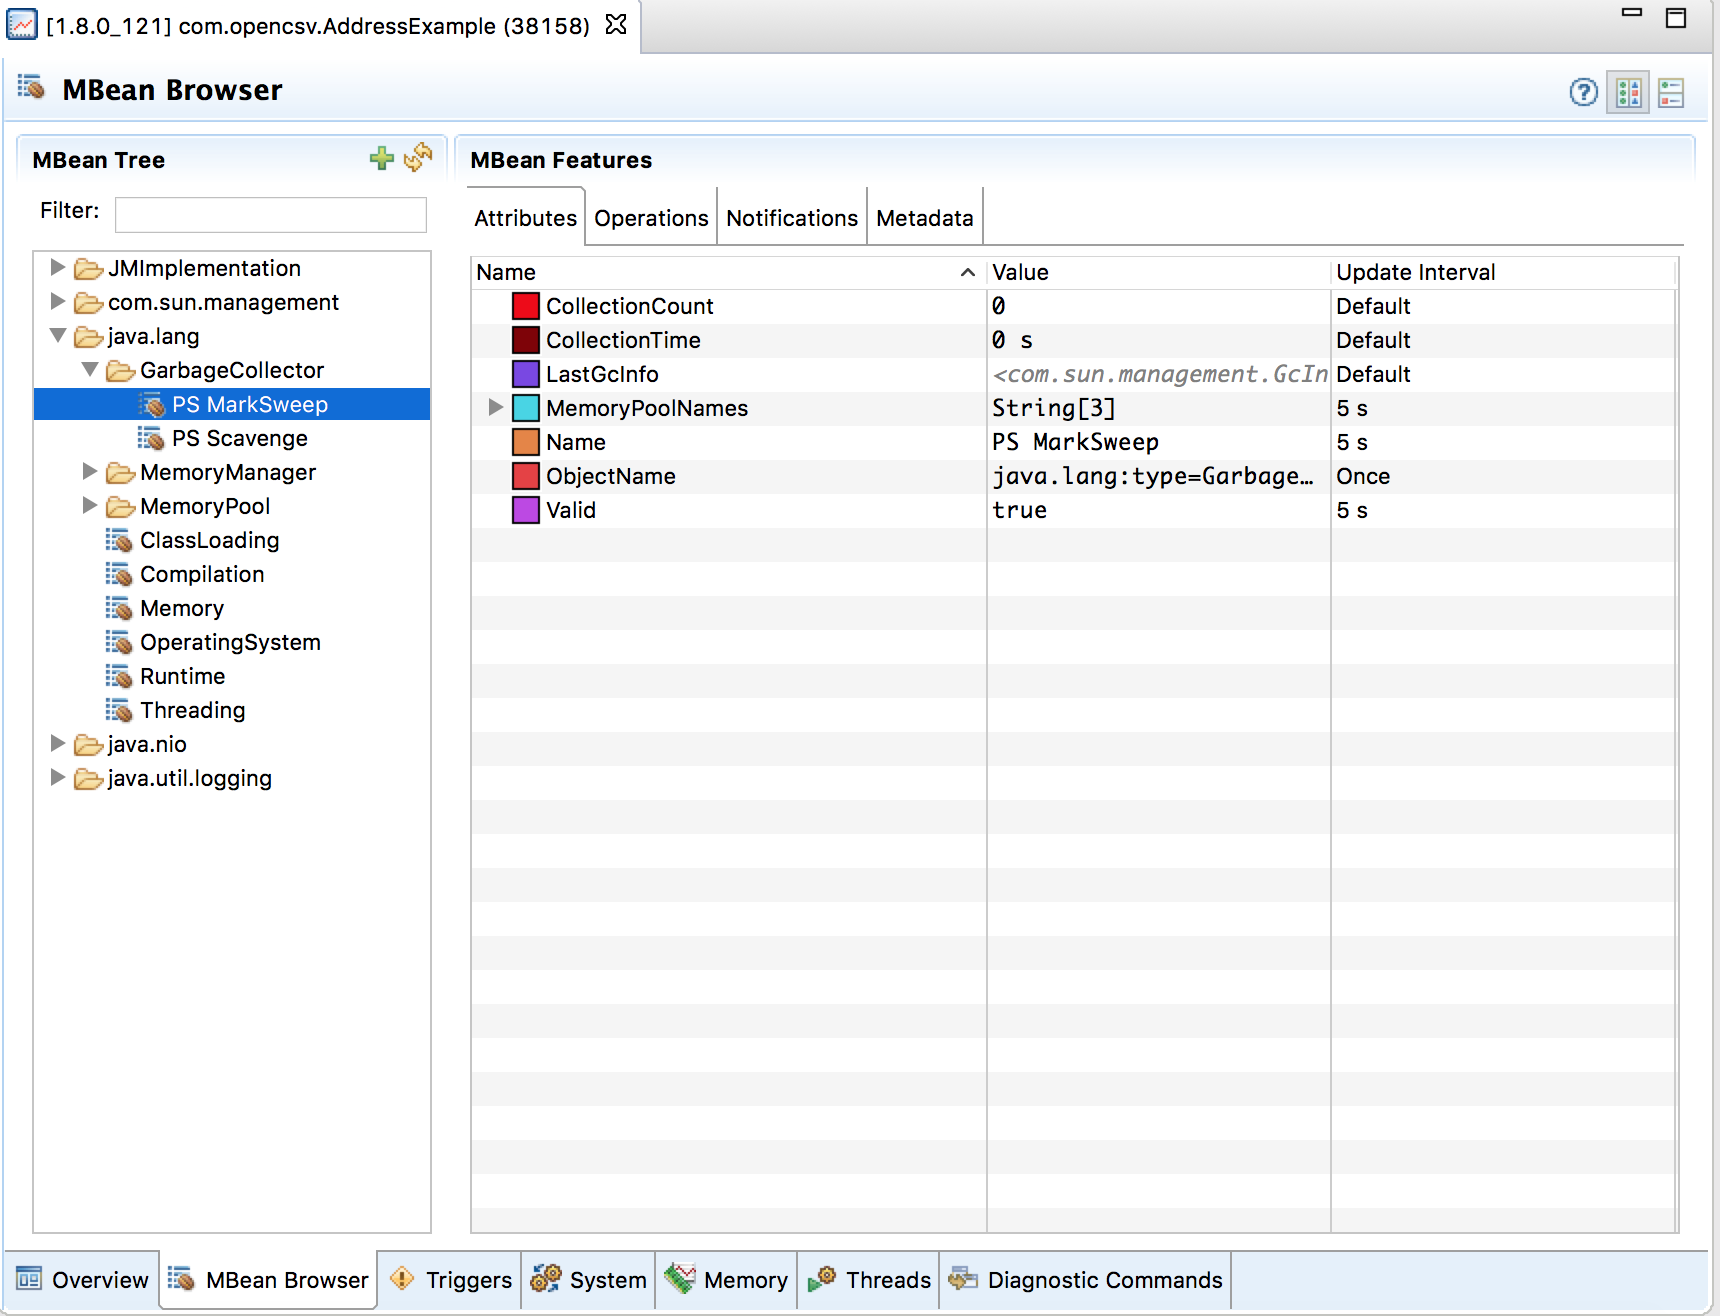 [1.8.0_121] com.opencsv.AddressExample (38158)
MBean Browser
MBean Tree
Filter:
JMImplementation
com.sun.management
java.lang
GarbageCollector
PS MarkSweep
PS Scavenge
MemoryManager
MemoryPool
ClassLoading
Compilation
Memory
OperatingSystem
Runtime
Threading
java.nio
java.util.logging
MBean Features
Attributes Operations Notifications Metadata
Name Value Update Interval
CollectionCount 0 Default
CollectionTime 0 s Default
LastGcInfo <com.sun.management.GcIn Default
MemoryPoolNames String[3] 5 s
Name PS MarkSweep 5 s
ObjectName java.lang:type=Garbage... Once
Valid true 5 s
Overview MBean Browser Triggers System Memory Threads Diagnostic Commands